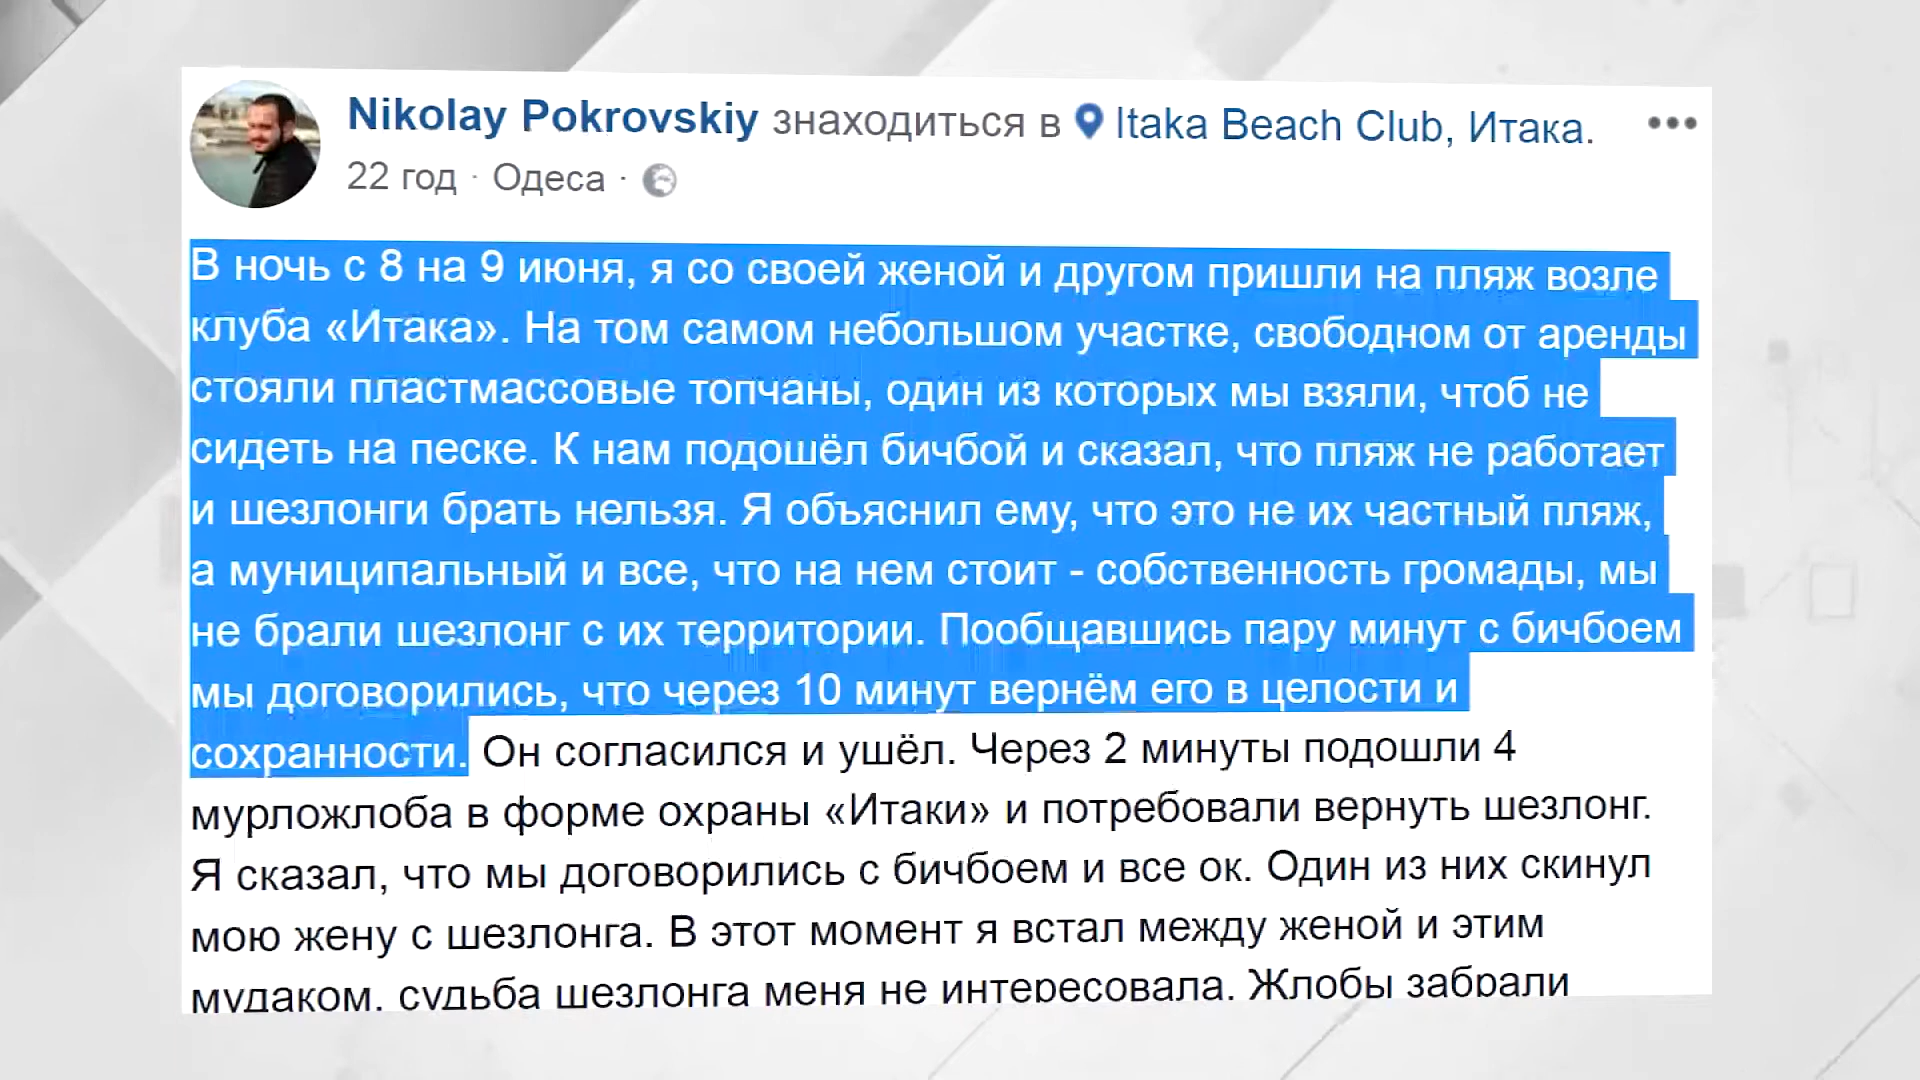 Nikolay Pokrovskiy знаходиться в Itaka Beach Club, Итака.
22 год · Одеса ·
В ночь с 8 на 9 июня, я со своей женой и другом пришли на пляж возле
клуба «Итака». На том самом небольшом участке, свободном от аренды
стояли пластмассовые топчаны, один из которых мы взяли, чтоб не
сидеть на песке. К нам подошёл бичбой и сказал, что пляж не работает
и шезлонги брать нельзя. Я объяснил ему, что это не их частный пляж,
а муниципальный и все, что на нем стоит - собственность громады, мы
не брали шезлонг с их территории. Пообщавшись пару минут с бичбоем
мы договорились, что через 10 минут вернём его в целости и
сохранности. Он согласился и ушёл. Через 2 минуты подошли 4
мурложлоба в форме охраны «Итаки» и потребовали вернуть шезлонг.
Я сказал, что мы договорились с бичбоем и все ок. Один из них скинул
мою жену с шезлонга. В этот момент я встал между женой и этим
мудаком, судьба шезлонга меня не интересовала. Жлобы забрали